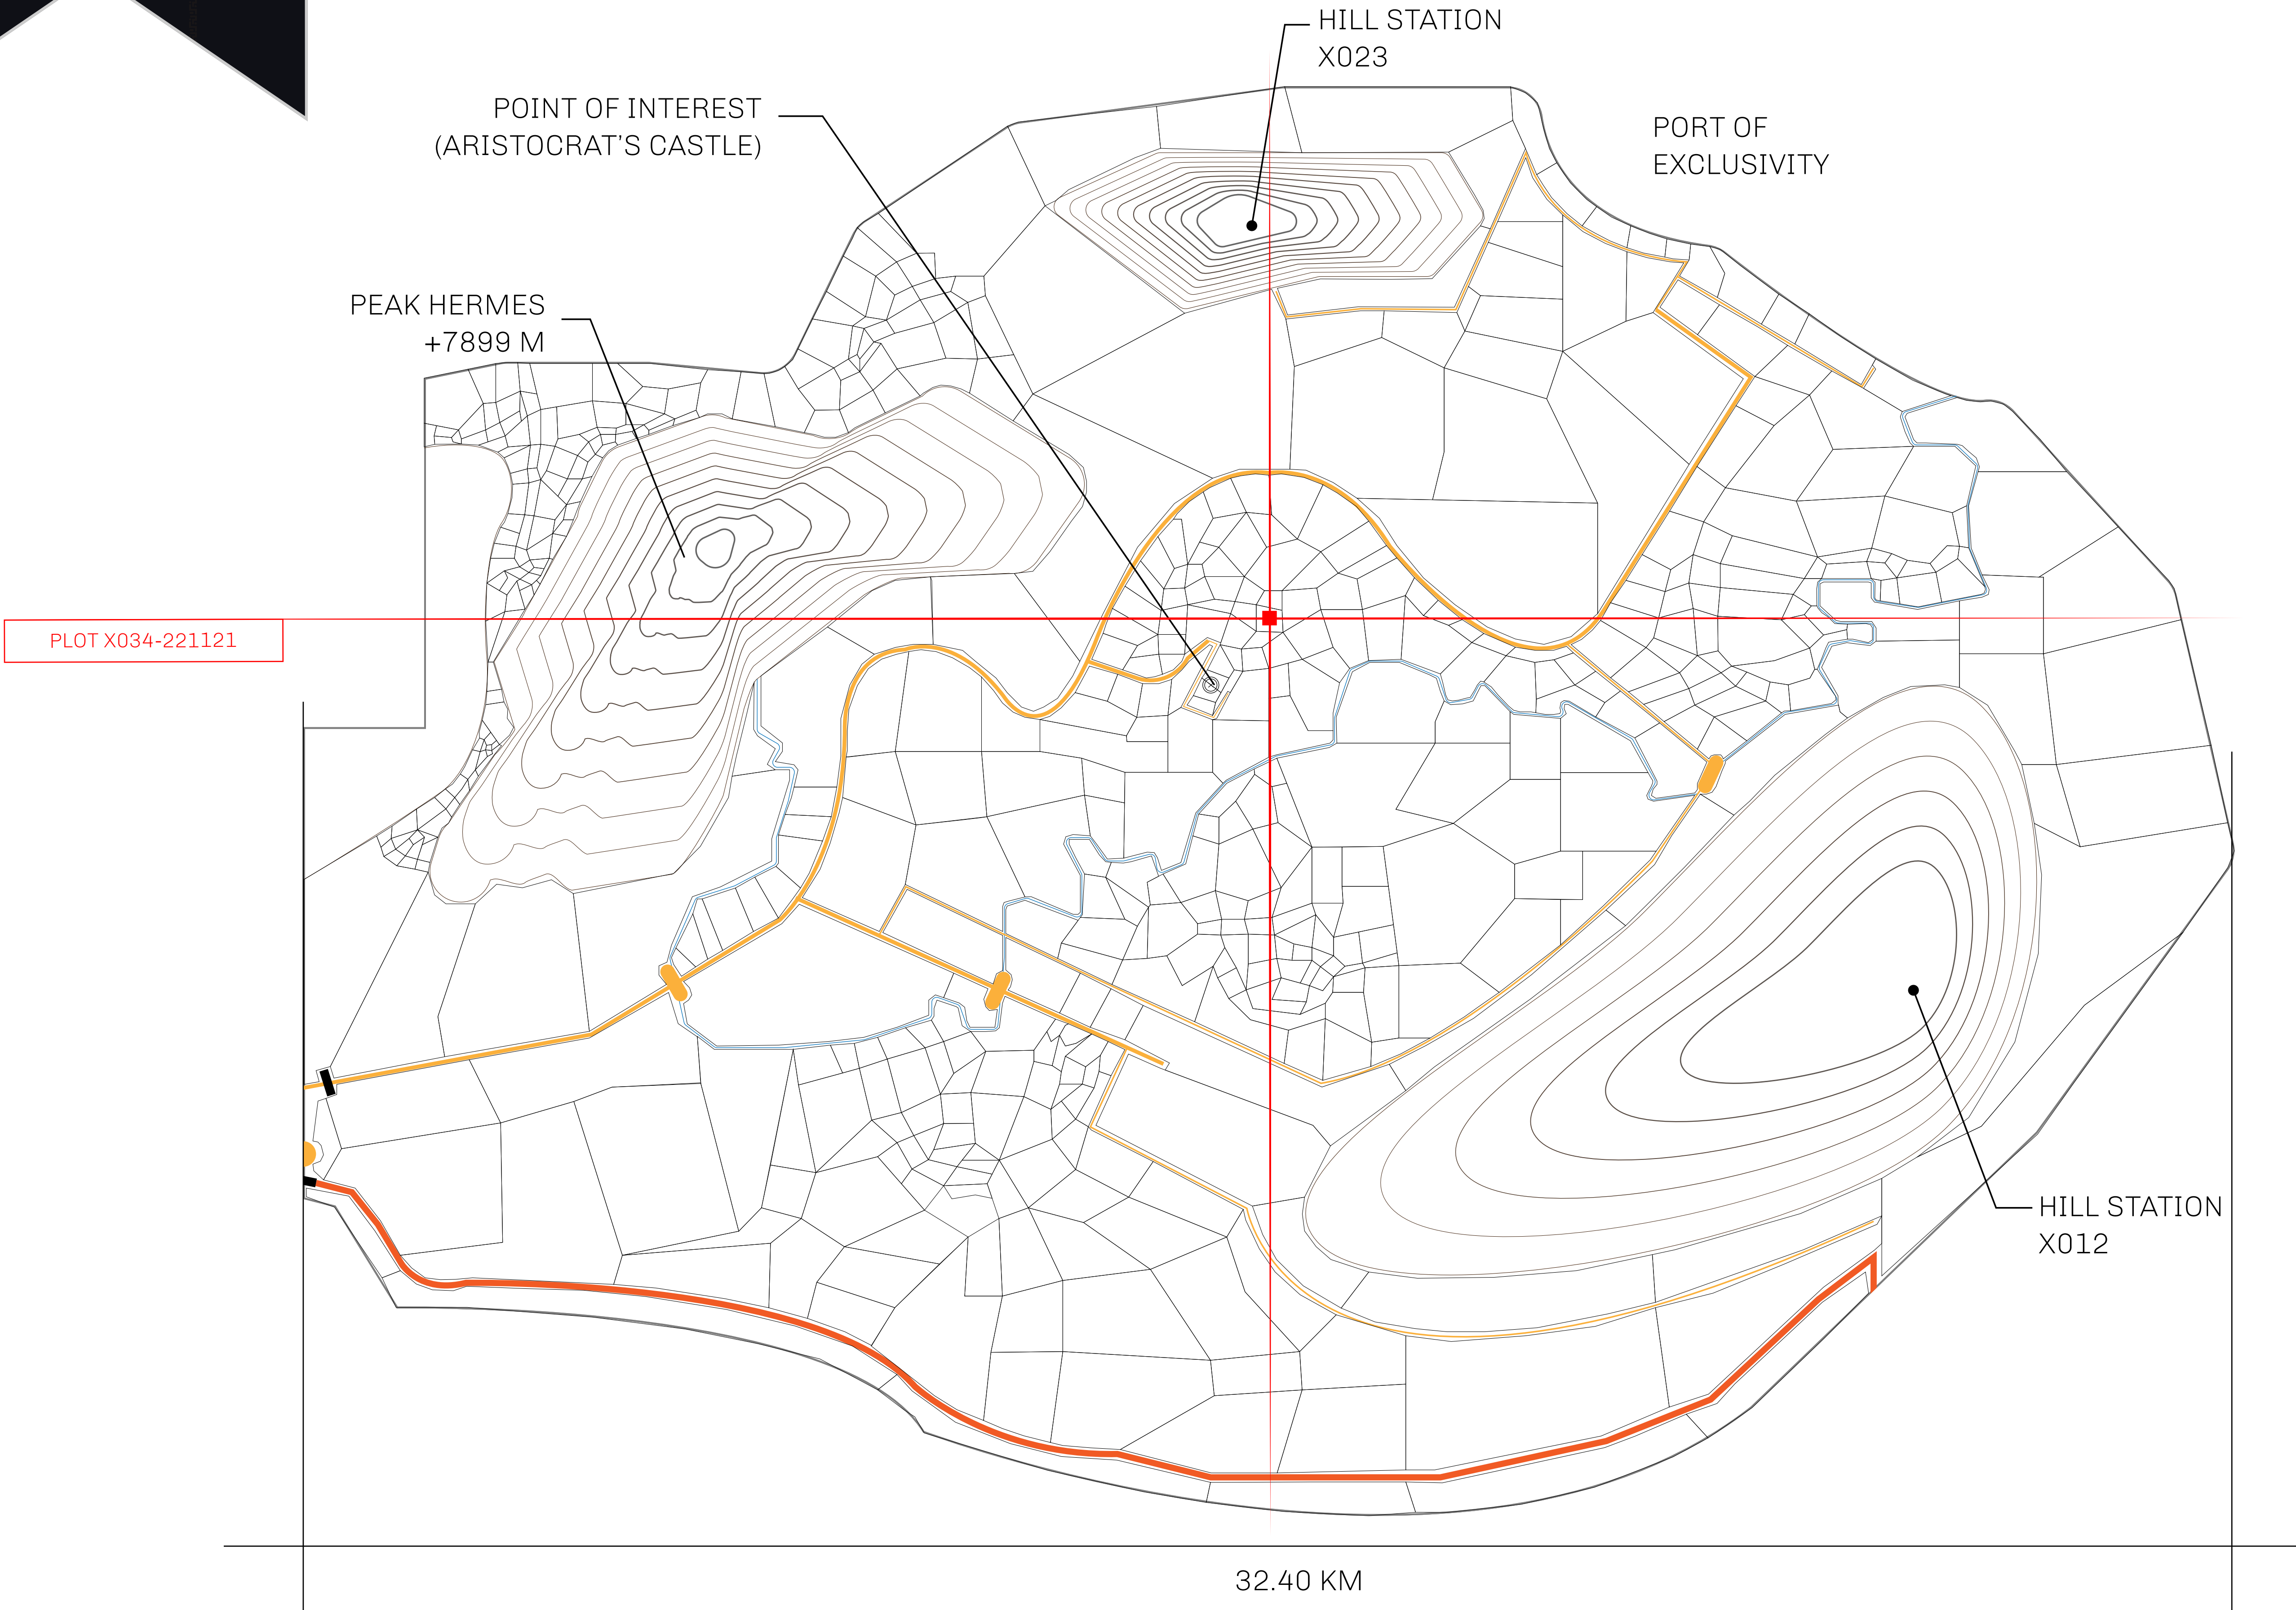 HILL STATION
X023
POINT OF INTEREST
(ARISTOCRAT'S CASTLE)
PORT OF
EXCLUSIVITY
PEAK HERMES
+7899 M
PLOT X034-221121
HILL STATION
X012
32.40 KM